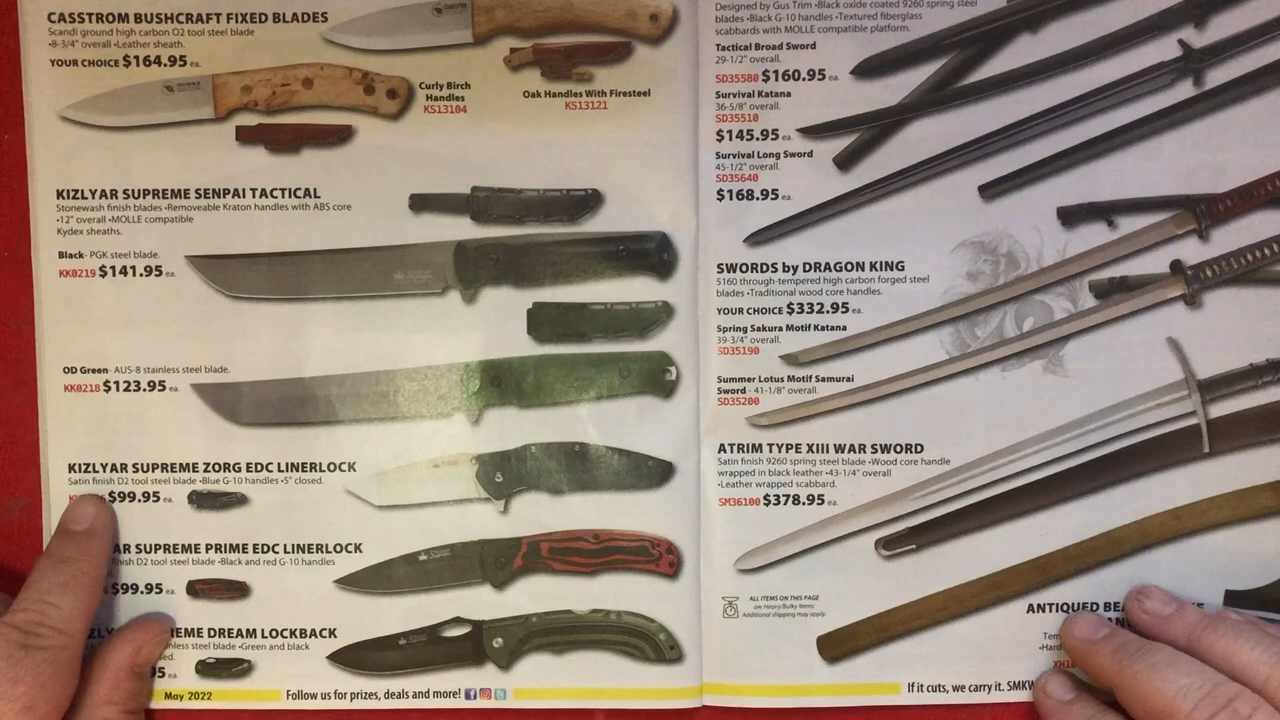 CASSTROM BUSHCRAFT FIXED BLADES
Scandi ground high carbon O2 tool steel blade
•8-3/4" overall •Leather sheath.
YOUR CHOICE $164.95 ea.
Curly Birch
Handles
KS13104
Oak Handles With Firesteel
KS13121
KIZLYAR SUPREME SENPAI TACTICAL
Stonewash finish blades •Removeable Kraton handles with ABS core
•12" overall •MOLLE compatible
Kydex sheaths.
Black- PGK steel blade.
KK0219 $141.95 ea.
OD Green- AUS-8 stainless steel blade.
KK0218 $123.95 ea.
KIZLYAR SUPREME ZORG EDC LINERLOCK
Satin finish D2 tool steel blade •Blue G-10 handles •5" closed.
$99.95 ea.
SUPREME PRIME EDC LINERLOCK
D2 tool steel blade •Black and red G-10 handles
$99.95 ea.
DREAM LOCKBACK
steel blade •Green and black
ea.
May 2022
Follow us for prizes, deals and more!
Designed by Gus Trim •Black oxide coated 9260 spring steel
blades •Black G-10 handles •Textured fiberglass
scabbards with MOLLE compatible platform.
Tactical Broad Sword
29-1/2" overall.
SD35580 $160.95 ea.
Survival Katana
36-5/8" overall.
SD35510
$145.95 ea.
Survival Long Sword
45-1/2" overall.
SD35640
$168.95 ea.
SWORDS by DRAGON KING
5160 through-tempered high carbon forged steel
blades •Traditional wood core handles.
YOUR CHOICE $332.95 ea.
Spring Sakura Motif Katana
39-3/4" overall.
SD35190
Summer Lotus Motif Samurai
Sword - 41-1/8" overall.
SD35200
ATRIM TYPE XIII WAR SWORD
Satin finish 9260 spring steel blade •Wood core handle
wrapped in black leather •43-1/4" overall
•Leather wrapped scabbard.
SM36100 $378.95 ea.
ALL ITEMS ON THIS PAGE
are Heavy/Bulky Items:
Additional shipping may apply.
ANTIQUED
If it cuts, we carry it. SMKW